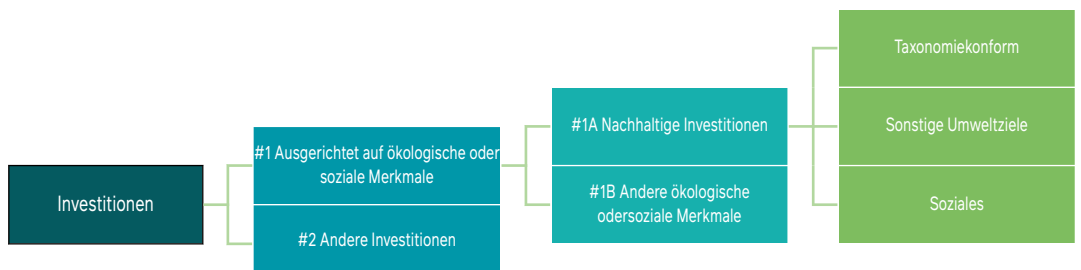 Investitionen
#1 Ausgerichtet auf ökologische oder
soziale Merkmale
#2 Andere Investitionen
#1A Nachhaltige Investitionen
#1B Andere ökologische
odersoziale Merkmale
Taxonomiekonform
Sonstige Umweltziele
Soziales